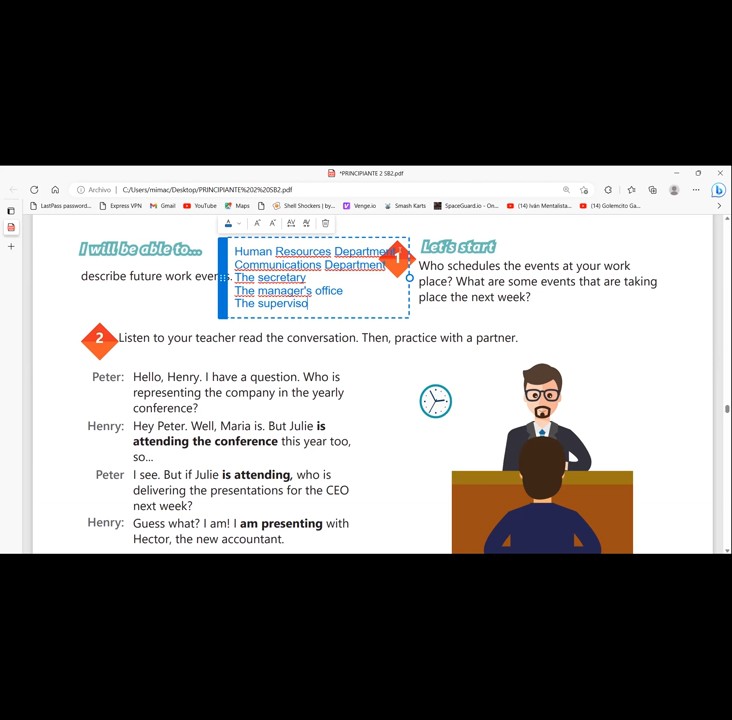 *PRINCIPIANTE 2 SB2.pdf
Archivo | C:/Users/mimac/Desktop/PRINCIPIANTE%202%20SB2.pdf
LastPass password... Express VPN Gmail YouTube Maps Shell Shockers | by... Venge.io Smash Karts SpaceGuard.io - On... (14) Iván Mentalista... (14) Golemcito Ga...
I will be able to...
describe future work events.
Human Resources Department
Communications Department
The secretary
The manager's office
The superviso
1
Let's start
Who schedules the events at your work
place? What are some events that are taking
place the next week?
2 Listen to your teacher read the conversation. Then, practice with a partner.
Peter: Hello, Henry. I have a question. Who is
representing the company in the yearly
conference?
Henry: Hey Peter. Well, Maria is. But Julie is
attending the conference this year too,
so...
Peter I see. But if Julie is attending, who is
delivering the presentations for the CEO
next week?
Henry: Guess what? I am! I am presenting with
Hector, the new accountant.